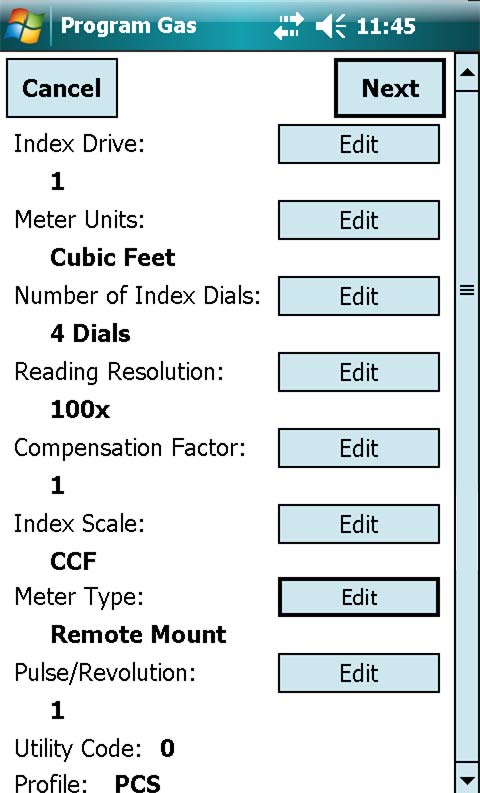 Program Gas 11:45
Cancel Next
Index Drive: Edit
1
Meter Units: Edit
Cubic Feet
Number of Index Dials: Edit
4 Dials
Reading Resolution: Edit
100x
Compensation Factor: Edit
1
Index Scale: Edit
CCF
Meter Type: Edit
Remote Mount
Pulse/Revolution: Edit
1
Utility Code: 0
Profile: PCS